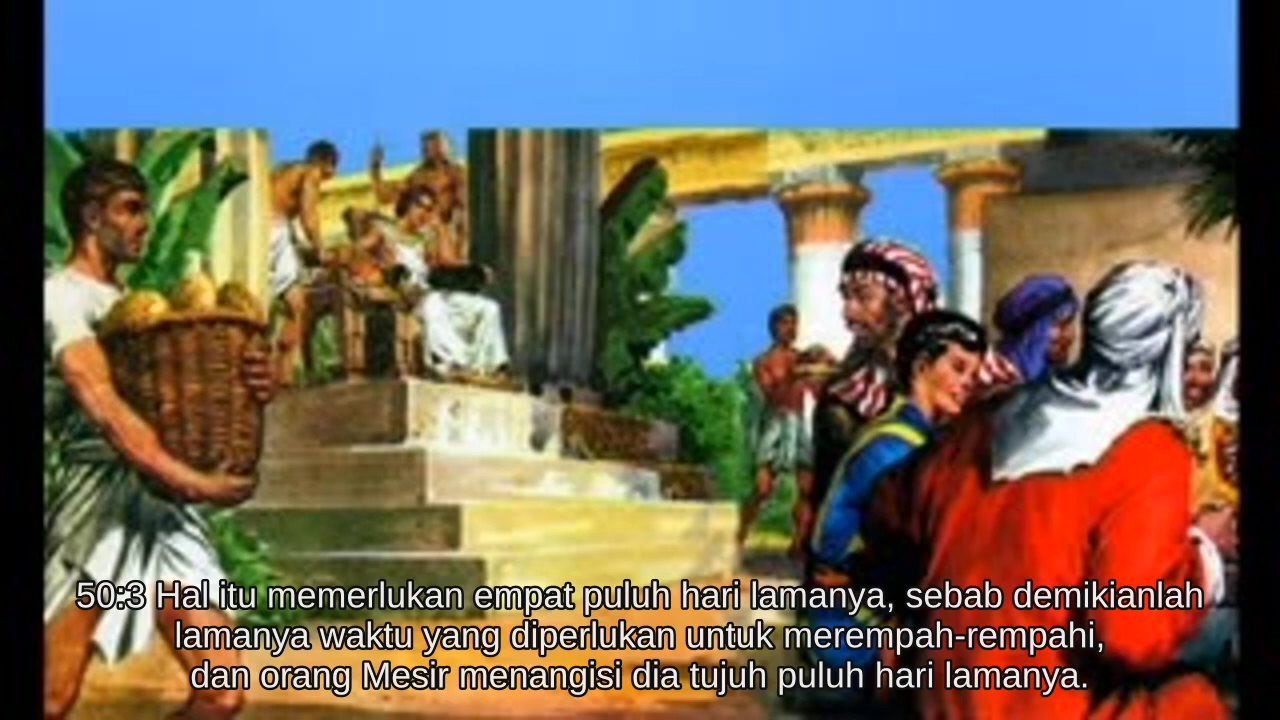 50:3 Hal itu memerlukan empat puluh hari lamanya, sebab demikianlah
lamanya waktu yang diperlukan untuk merempah-rempahi,
dan orang Mesir menangisi dia tujuh puluh hari lamanya.